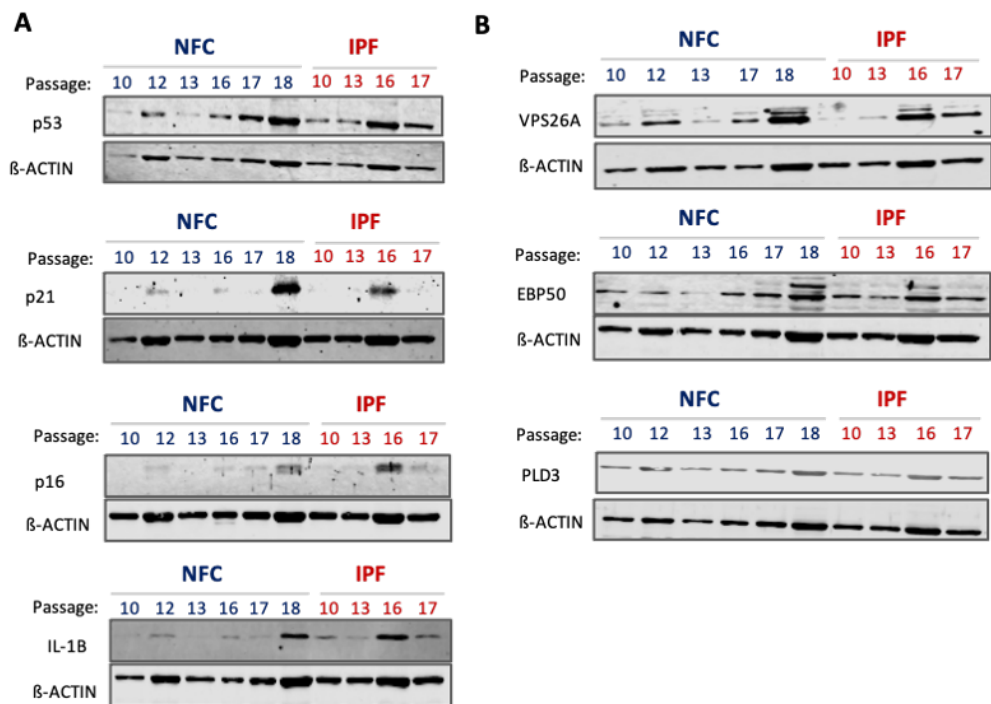 A
NFC IPF
Passage: 10 12 13 16 17 18 10 13 16 17
p53
ß-ACTIN
NFC IPF
Passage: 10 12 13 16 17 18 10 13 16 17
p21
ß-ACTIN
NFC IPF
Passage: 10 12 13 16 17 18 10 13 16 17
p16
ß-ACTIN
NFC IPF
Passage: 10 12 13 16 17 18 10 13 16 17
IL-1B
ß-ACTIN
B
NFC IPF
Passage: 10 12 13 17 18 10 13 16 17
VPS26A
ß-ACTIN
NFC IPF
Passage: 10 12 13 16 17 18 10 13 16 17
EBP50
ß-ACTIN
NFC IPF
Passage: 10 12 13 16 17 18 10 13 16 17
PLD3
ß-ACTIN